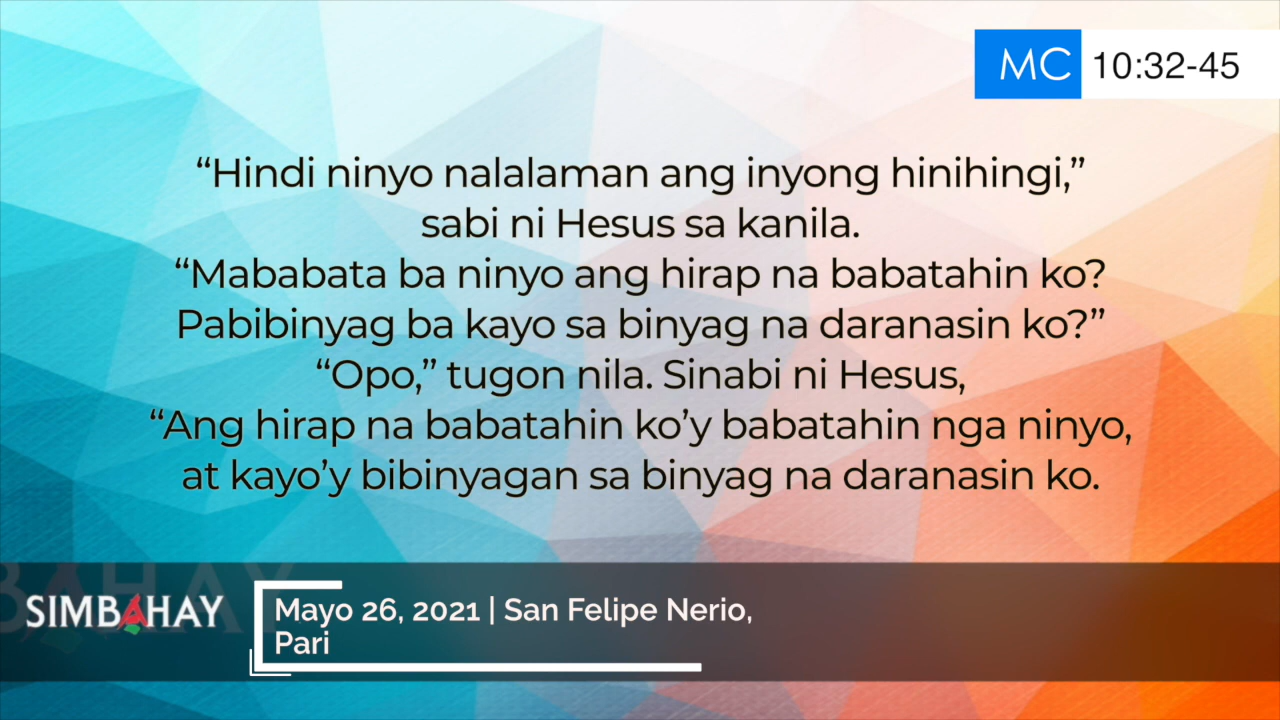 MC 10:32-45
“Hindi ninyo nalalaman ang inyong hinihingi,”
sabi ni Hesus sa kanila.
“Mababata ba ninyo ang hirap na babatahin ko?
Pabibinyag ba kayo sa binyag na daranasin ko?”
“Opo,” tugon nila. Sinabi ni Hesus,
“Ang hirap na babatahin ko’y babatahin nga ninyo,
at kayo’y bibinyagan sa binyag na daranasin ko.
SIMBAHAY
Mayo 26, 2021 | San Felipe Nerio,
Pari